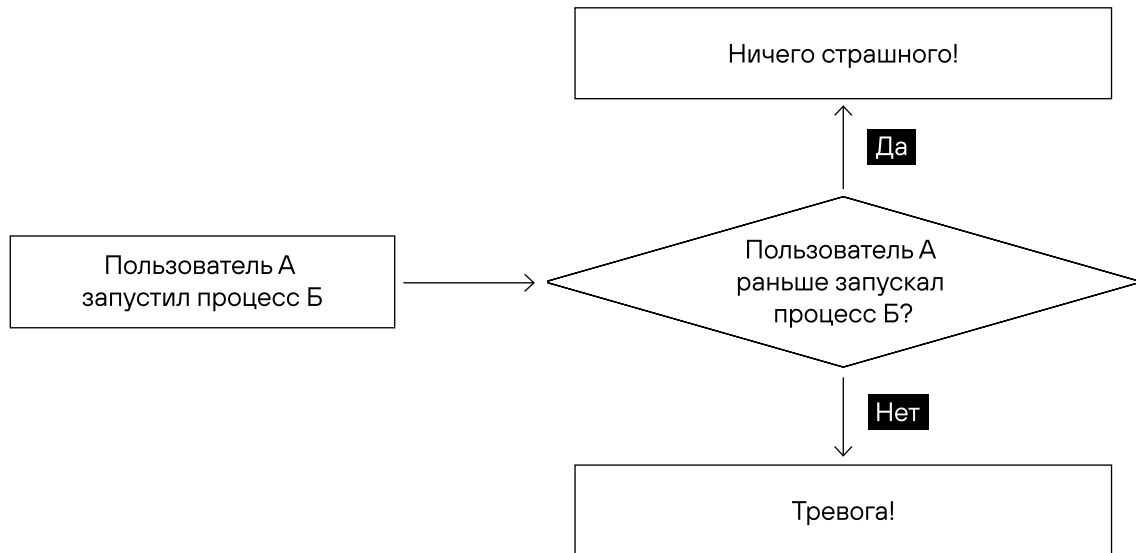 Ничего страшного!
Да
Пользователь А
запустил процесс Б
Пользователь А
раньше запускал
процесс Б?
Нет
Тревога!